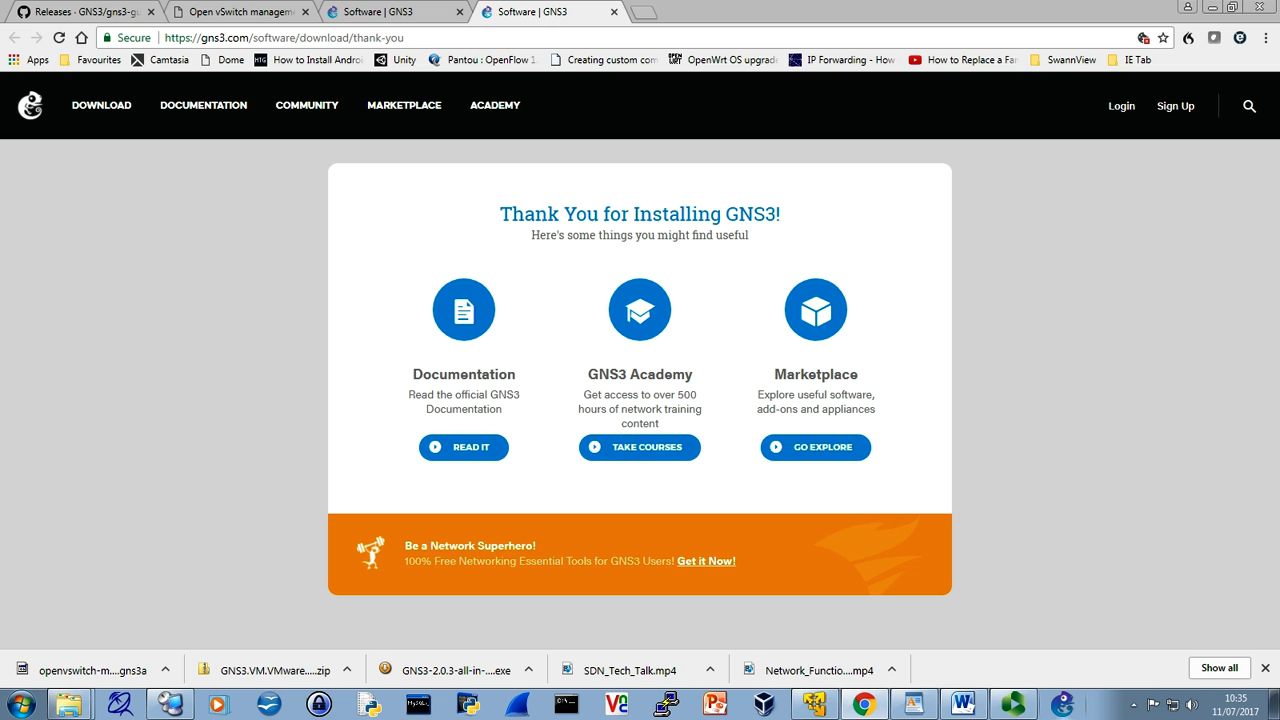 Releases · GNS3/gns3-gu
Open vSwitch managem
Software | GNS3
Software | GNS3
Secure
https://gns3.com/software/download/thank-you
Apps
Favourites
Camtasia
Dome
How to Install Andro
Unity
Pantou : OpenFlow 1.
Creating custom com
OpenWrt OS upgrade
IP Forwarding - How
How to Replace a Fan
SwannView
IE Tab
DOWNLOAD
DOCUMENTATION
COMMUNITY
MARKETPLACE
ACADEMY
Login
Sign Up
Thank You for Installing GNS3!
Here's some things you might find useful
Documentation
Read the official GNS3
Documentation
READ IT
GNS3 Academy
Get access to over 500
hours of network training
content
TAKE COURSES
Marketplace
Explore useful software,
add-ons and appliances
GO EXPLORE
Be a Network Superhero!
100% Free Networking Essential Tools for GNS3 Users! Get it Now!
openvswitch-m....gns3a
GNS3.VM.VMware....zip
GNS3-2.0.3-all-in-....exe
SDN_Tech_Talk.mp4
Network_Functio....mp4
Show all
10:35
11/07/2017